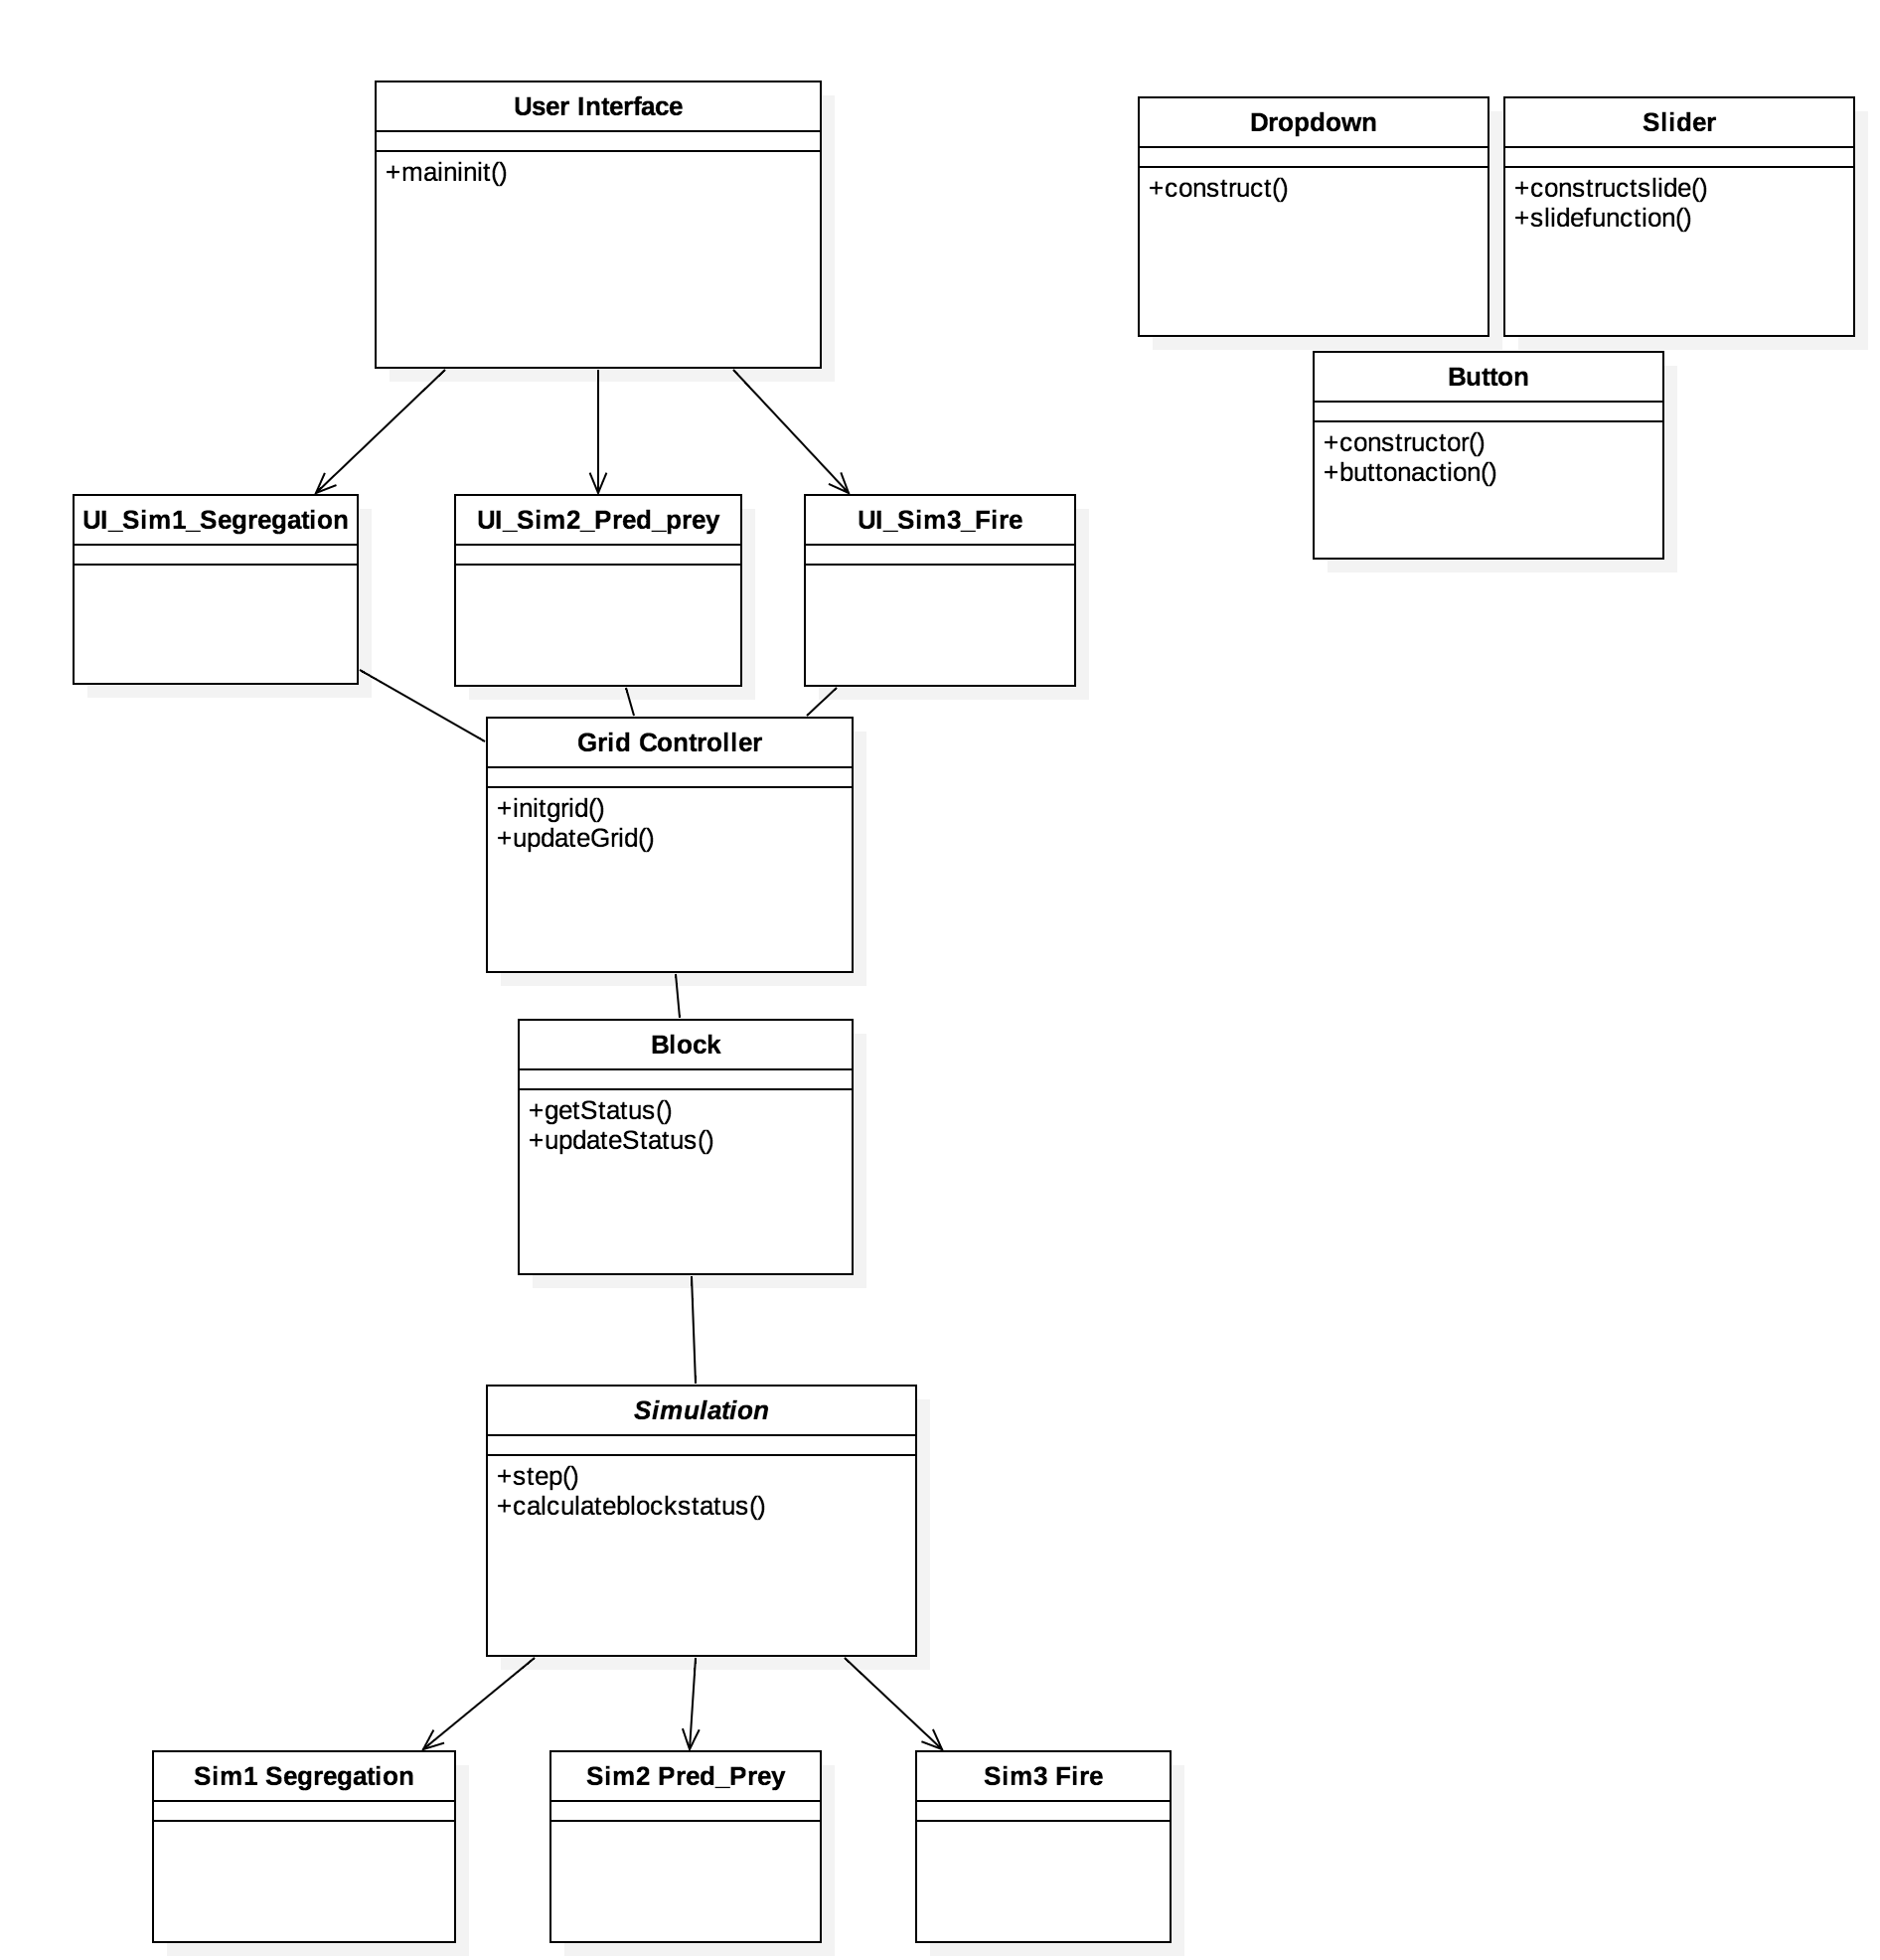 User Interface
+maininit()
Dropdown
+construct()
Slider
+constructslide()
+slidefunction()
Button
+constructor()
+buttonaction()
UI_Sim1_Segregation
UI_Sim2_Pred_prey
UI_Sim3_Fire
Grid Controller
+initgrid()
+updateGrid()
Block
+getStatus()
+updateStatus()
Simulation
+step()
+calculateblockstatus()
Sim1 Segregation
Sim2 Pred_Prey
Sim3 Fire